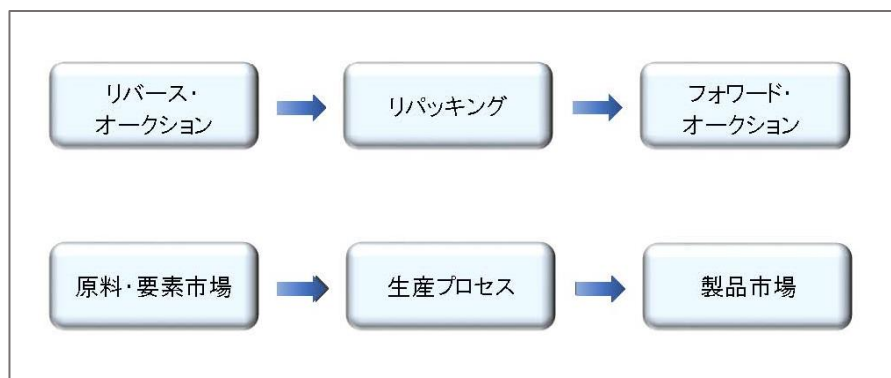 リバース・
オークション
リパッキング
フォワード・
オークション
原料・要素市場
生産プロセス
製品市場